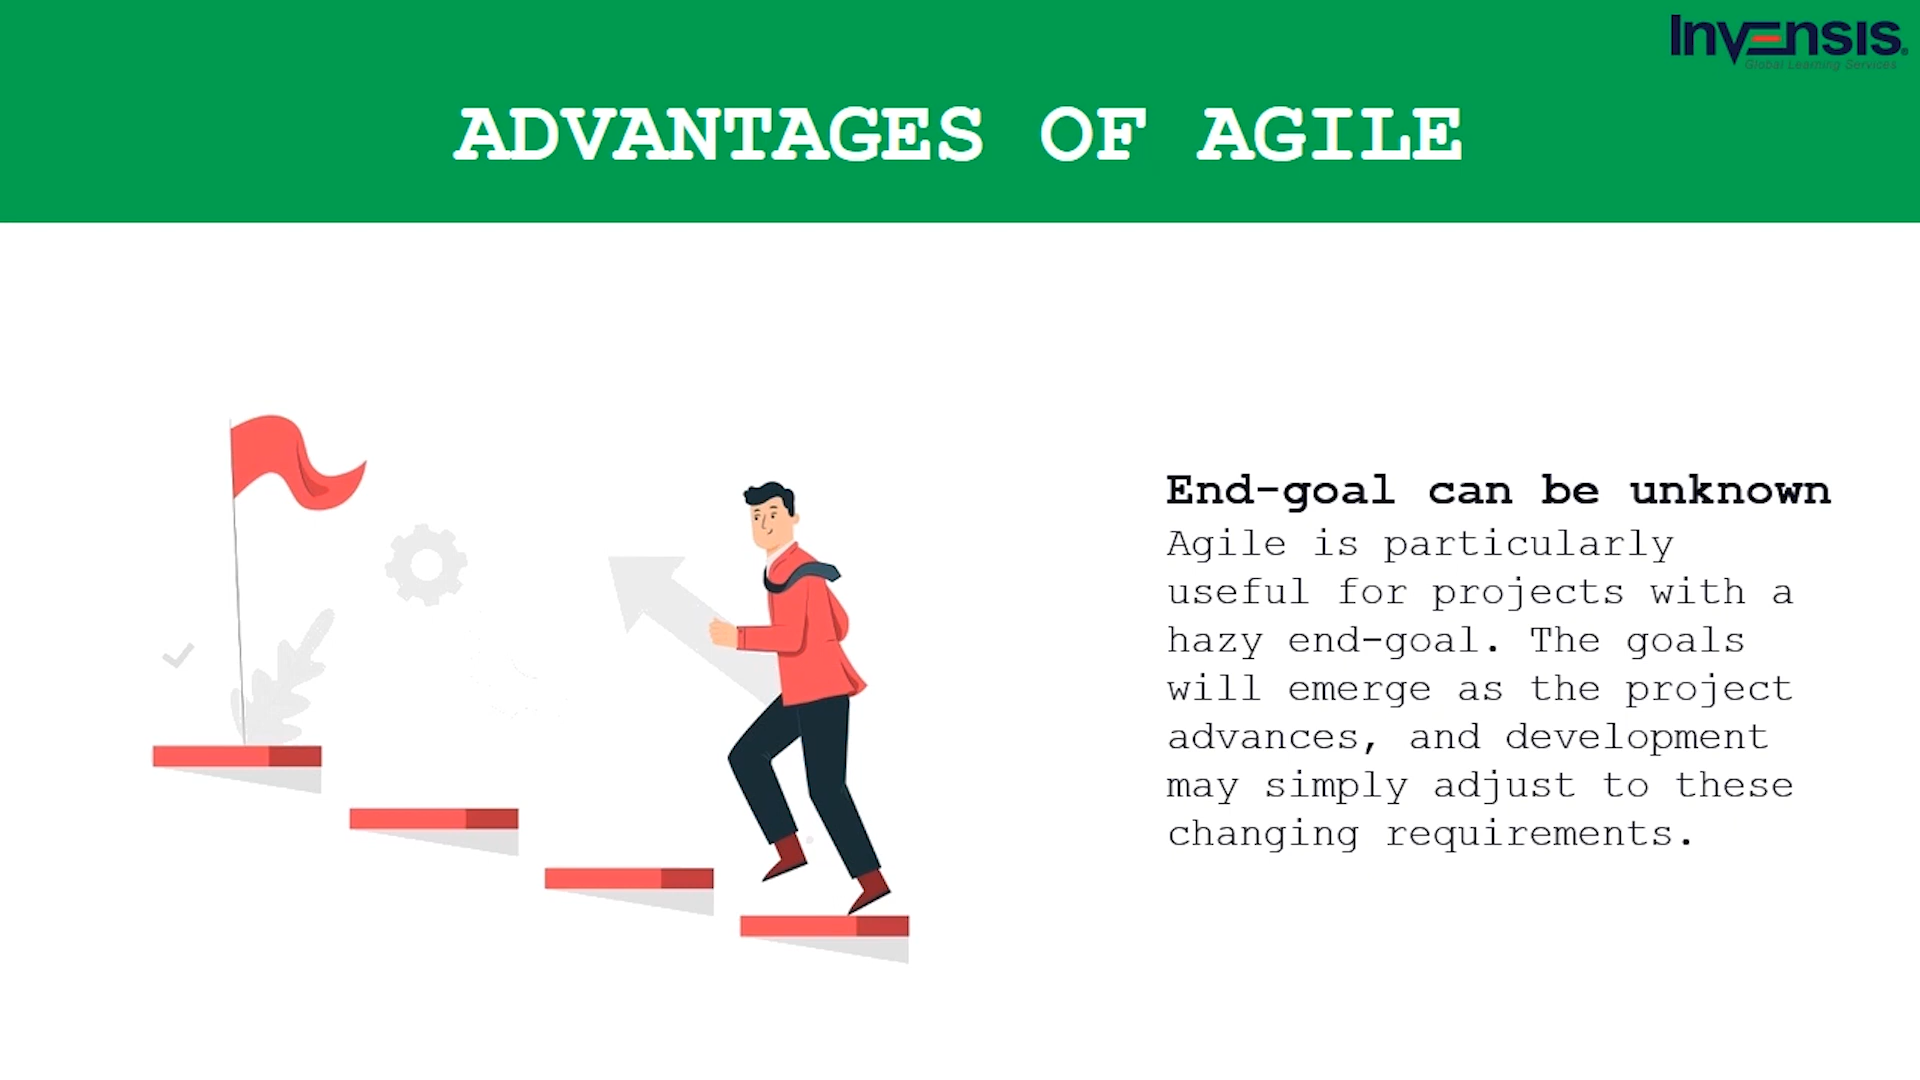 Invensis
Global Learning Services
ADVANTAGES OF AGILE
End-goal can be unknown
Agile is particularly
useful for projects with a
hazy end-goal. The goals
will emerge as the project
advances, and development
may simply adjust to these
changing requirements.